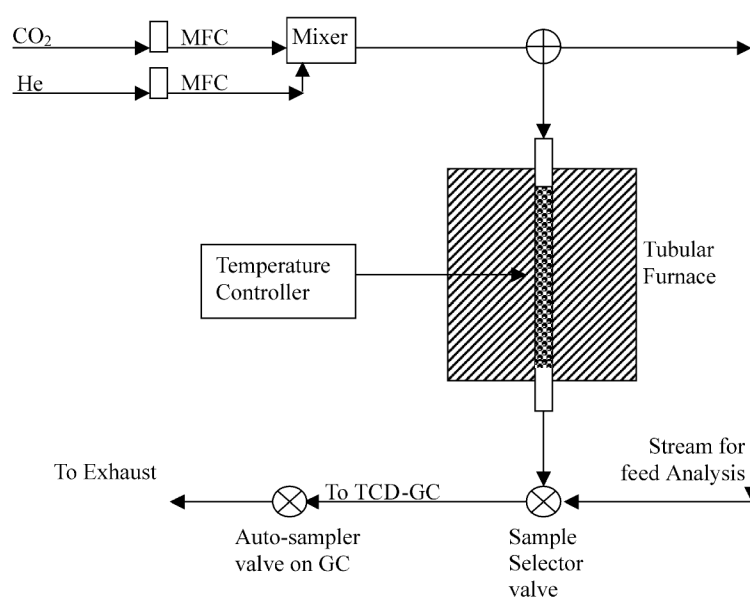 CO₂
MFC
Mixer
He
MFC
Temperature
Controller
Tubular
Furnace
Stream for
feed Analysis
To Exhaust
To TCD-GC
Auto-sampler
valve on GC
Sample
Selector
valve